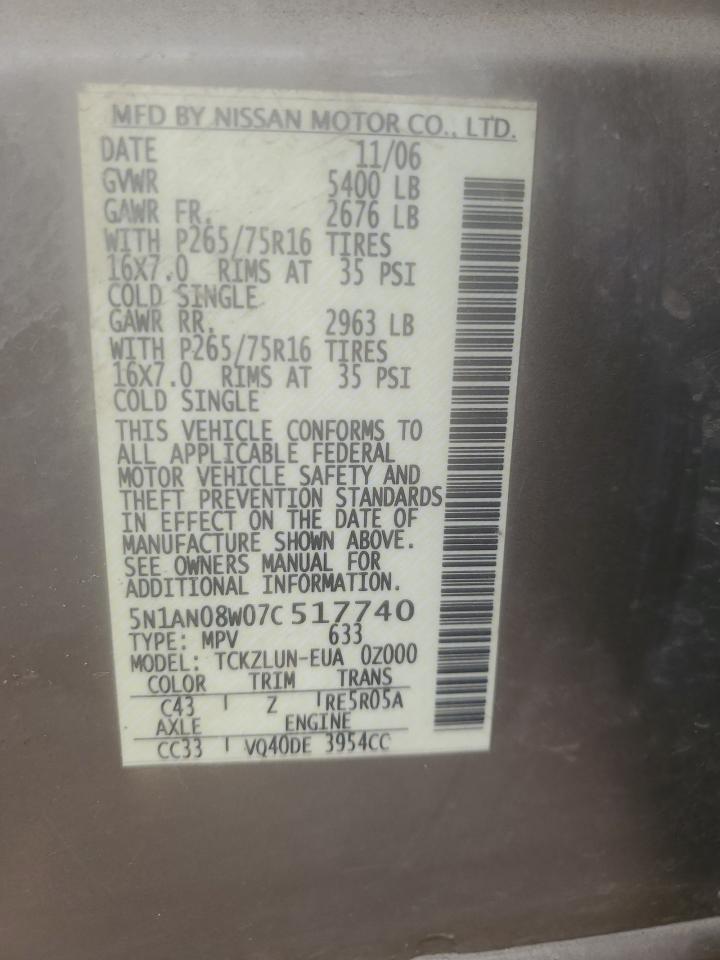 MFD BY NISSAN MOTOR CO., LTD.
DATE 11/06
GVWR 5400 LB
GAWR FR. 2676 LB
WITH P265/75R16 TIRES
16X7.0 RIMS AT 35 PSI
COLD SINGLE
GAWR RR. 2963 LB
WITH P265/75R16 TIRES
16X7.0 RIMS AT 35 PSI
COLD SINGLE
THIS VEHICLE CONFORMS TO
ALL APPLICABLE FEDERAL
MOTOR VEHICLE SAFETY AND
THEFT PREVENTION STANDARDS
IN EFFECT ON THE DATE OF
MANUFACTURE SHOWN ABOVE.
SEE OWNERS MANUAL FOR
ADDITIONAL INFORMATION.
5N1AN08W07C517740
TYPE: MPV 633
MODEL: TCKZLUN-EUA 0Z000
COLOR TRIM TRANS
C43 Z RE5R05A
AXLE ENGINE
CC33 VQ40DE 3954CC